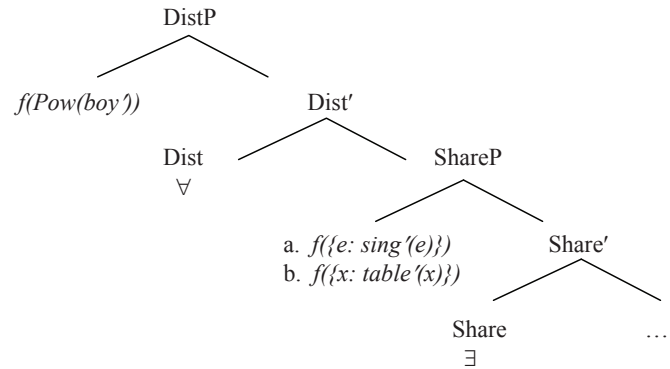 DistP
f(Pow(boy′))
Dist′
Dist
∀
ShareP
a. f({e: sing′(e)})
b. f({x: table′(x)})
Share′
Share
∃
…